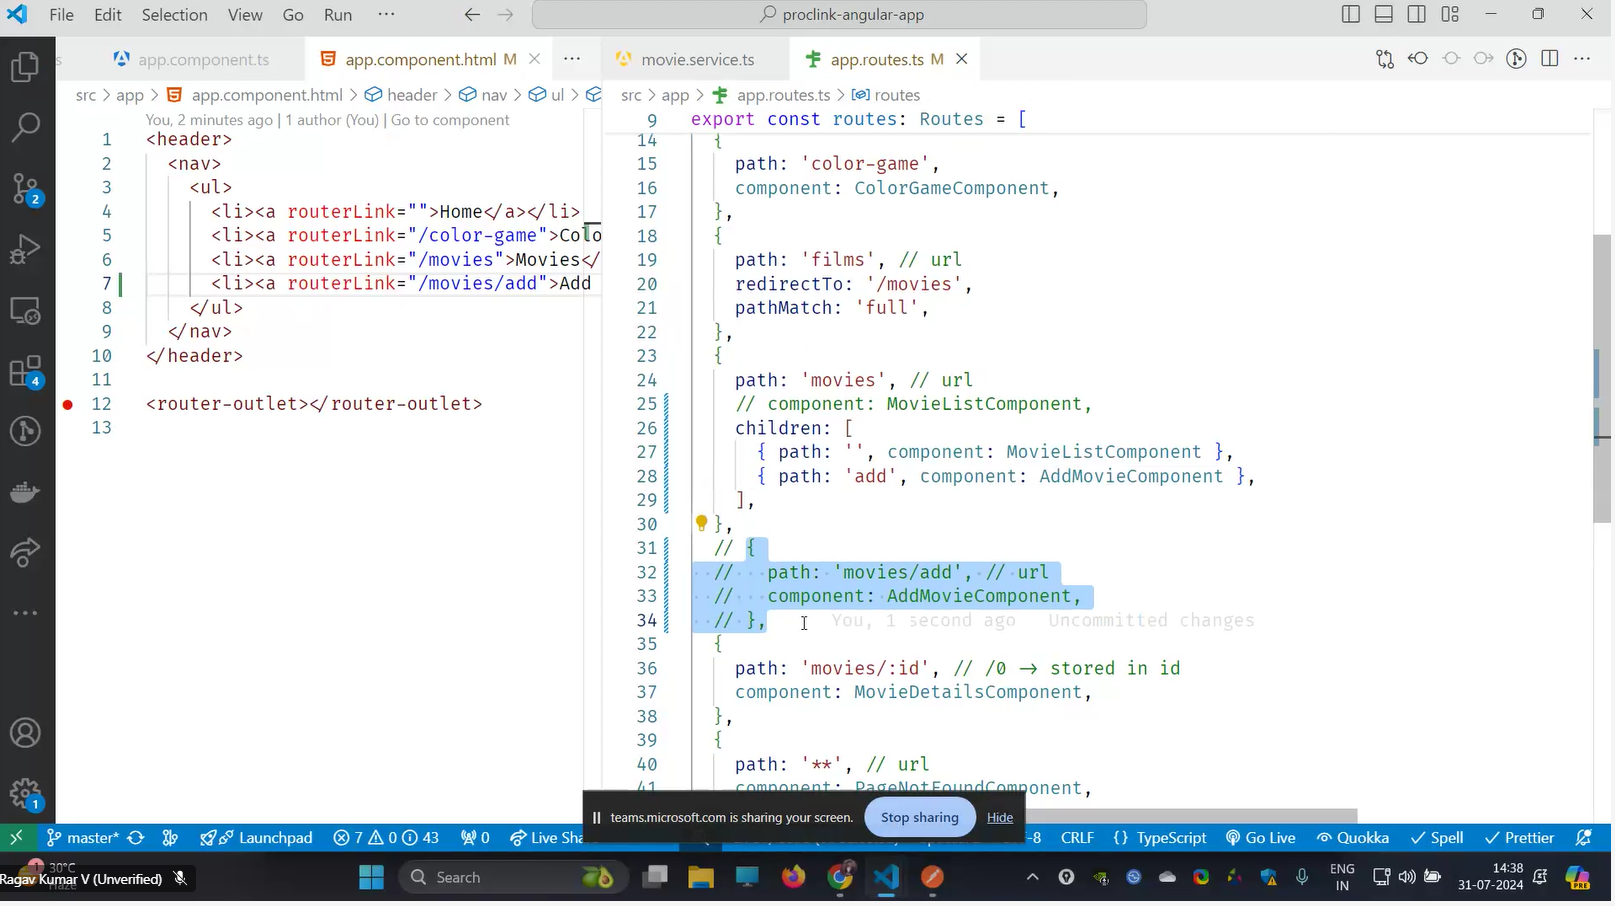 File Edit Selection View Go Run ··· proclink-angular-app
app.component.ts app.component.html M ···
src > app > app.component.html > header > nav > ul >
You, 2 minutes ago | 1 author (You) | Go to component
1 <header>
2 <nav>
3 <ul>
4 <li><a routerLink="">Home</a></li>
5 <li><a routerLink="/color-game">Colo
6 <li><a routerLink="/movies">Movies</
7 <li><a routerLink="/movies/add">Add
8 </ul>
9 </nav>
10 </header>
11
12 <router-outlet></router-outlet>
13
movie.service.ts app.routes.ts M
src > app > app.routes.ts > routes
9 export const routes: Routes = [
14 {
15 path: 'color-game',
16 component: ColorGameComponent,
17 },
18 {
19 path: 'films', // url
20 redirectTo: '/movies',
21 pathMatch: 'full',
22 },
23 {
24 path: 'movies', // url
25 // component: MovieListComponent,
26 children: [
27 { path: '', component: MovieListComponent },
28 { path: 'add', component: AddMovieComponent },
29 ],
30 },
31 // {
32 // path: 'movies/add', // url
33 // component: AddMovieComponent,
34 // }, You, 1 second ago Uncommitted changes
35 {
36 path: 'movies/:id', // /0 -> stored in id
37 component: MovieDetailsComponent,
38 },
39 {
40 path: '**', // url
41 component: PageNotFoundComponent,
2
4
1
teams.microsoft.com is sharing your screen. Stop sharing Hide
master* Launchpad 7 0 43 0 Live Sha -8 CRLF {} TypeScript Go Live Quokka Spell Prettier
1 30°C
Haze
Ragav Kumar V (Unverified)
Search
ENG
IN
14:38
31-07-2024
PRE